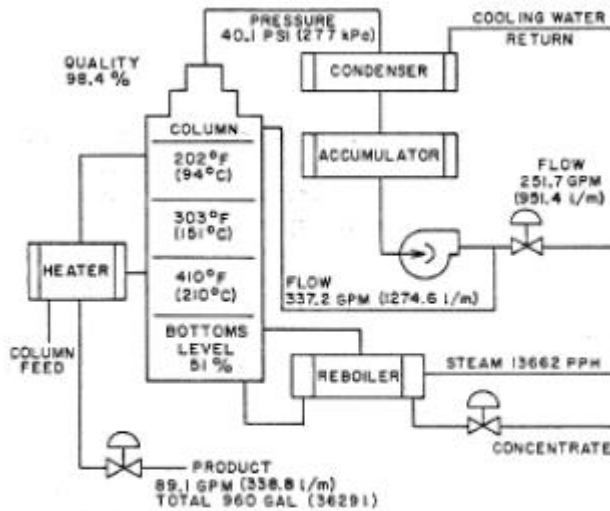 PRESSURE
40.1 PSI (277 kPa)
COOLING WATER
RETURN
QUALITY
98.4 %
CONDENSER
COLUMN
ACCUMULATOR
202°F
(94°C)
FLOW
251.7 GPM
(951.4 l/m)
303°F
(151°C)
HEATER
410°F
(210°C)
FLOW
337.2 GPM (1274.6 l/m)
BOTTOMS
LEVEL
51 %
COLUMN
FEED
REBOILER
STEAM 13662 PPH
CONCENTRATE
PRODUCT
89.1 GPM (338.8 l/m)
TOTAL 960 GAL (3629 l)